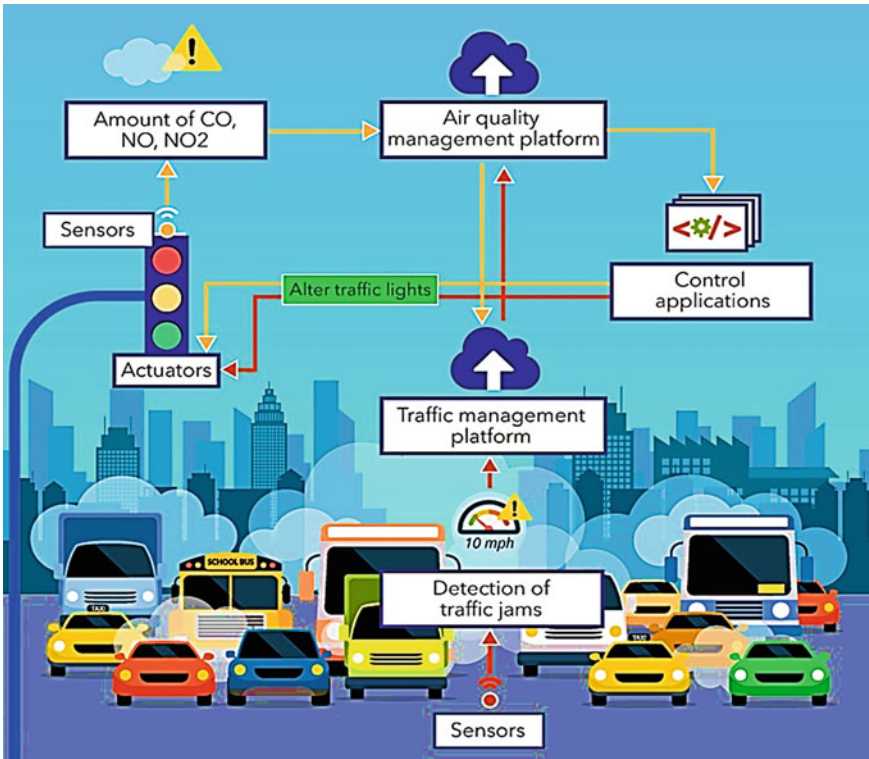 Amount of CO,
NO, NO2
Air quality
management platform
Sensors
</>
Control
applications
Alter traffic lights
Actuators
Traffic management
platform
10 mph
SCHOOL BUS
Detection of
traffic jams
TAXI
TAXI
Sensors